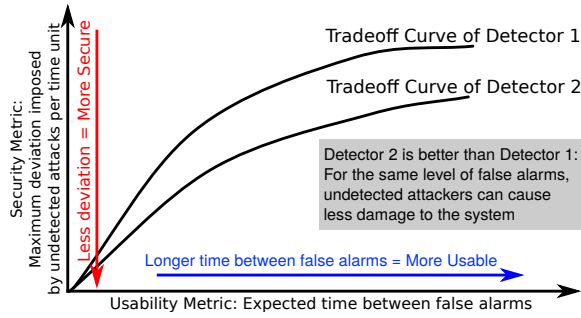 Security Metric:
Maximum deviation imposed
by undetected attacks per time unit
Less deviation = More Secure
Tradeoff Curve of Detector 1
Tradeoff Curve of Detector 2
Detector 2 is better than Detector 1:
For the same level of false alarms,
undetected attackers can cause
less damage to the system
Longer time between false alarms = More Usable
Usability Metric: Expected time between false alarms